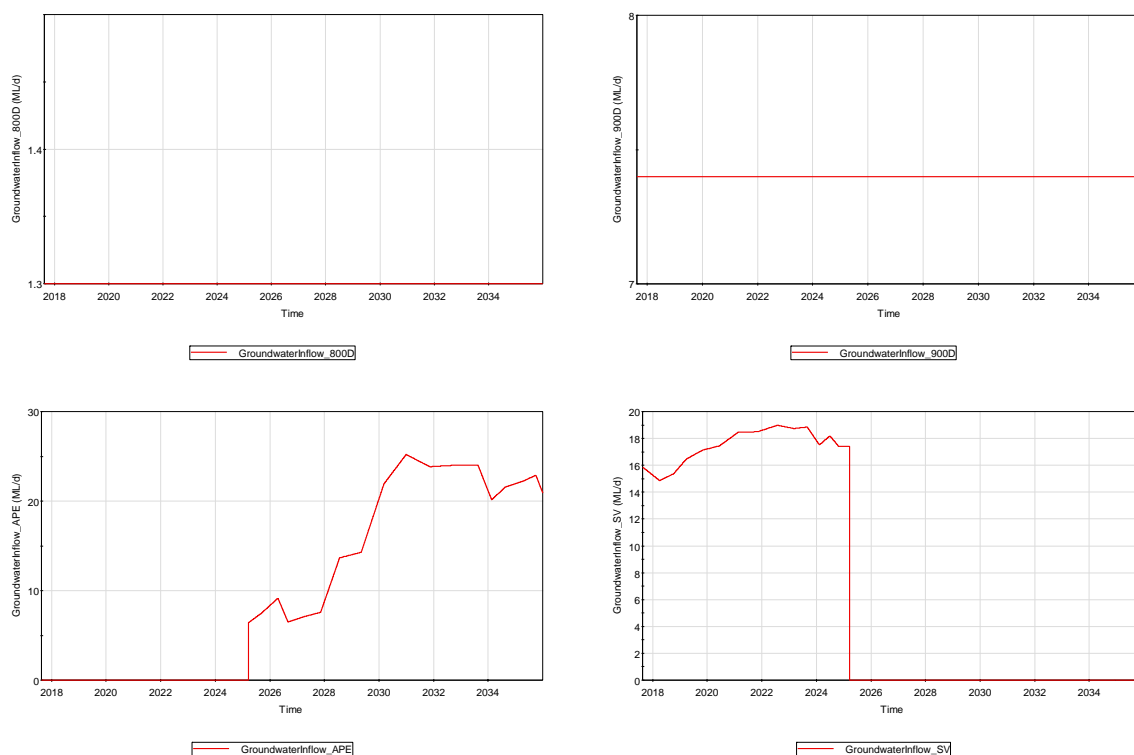 GroundwaterInflow_800D (ML/d)
1.4
1.3
2018 2020 2022 2024 2026 2028 2030 2032 2034
Time
GroundwaterInflow_800D
GroundwaterInflow_900D (ML/d)
8
7
2018 2020 2022 2024 2026 2028 2030 2032 2034
Time
GroundwaterInflow_900D
GroundwaterInflow_APE (ML/d)
30
20
10
0
2018 2020 2022 2024 2026 2028 2030 2032 2034
Time
GroundwaterInflow_APE
GroundwaterInflow_SV (ML/d)
20
18
16
14
12
10
8
6
4
2
0
2018 2020 2022 2024 2026 2028 2030 2032 2034
Time
GroundwaterInflow_SV